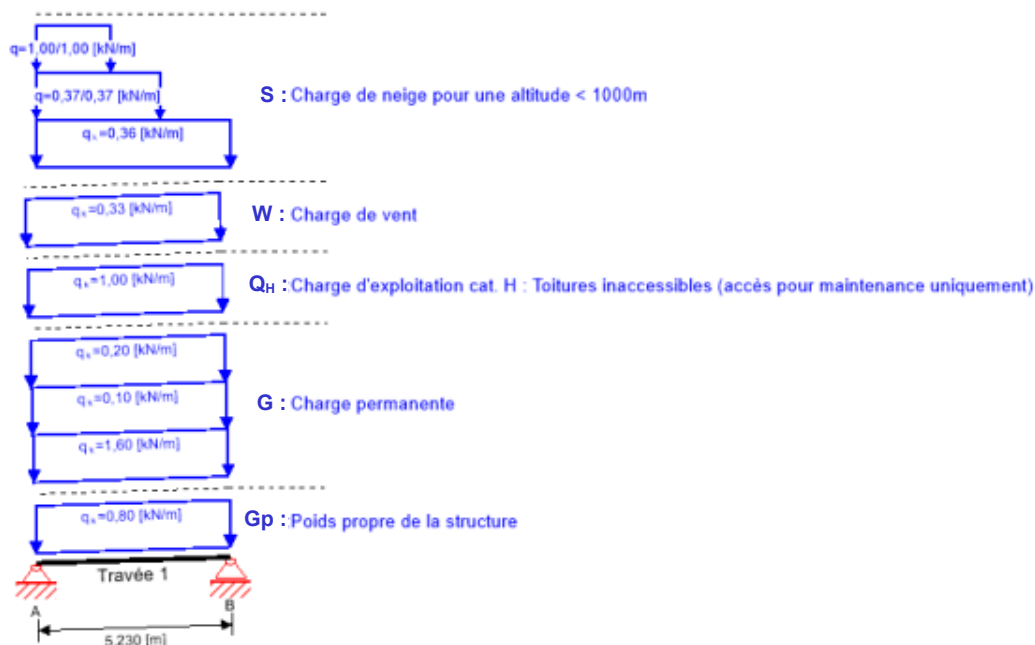 q=1,00/1,00 [kN/m]
q=0,37/0,37 [kN/m]
S : Charge de neige pour une altitude < 1000m
qₖ=0,36 [kN/m]
qₖ=0,33 [kN/m]
W : Charge de vent
qₖ=1,00 [kN/m]
Q_H : Charge d'exploitation cat. H : Toitures inaccessibles (accès pour maintenance uniquement)
qₖ=0,20 [kN/m]
qₖ=0,10 [kN/m]
G : Charge permanente
qₖ=1,60 [kN/m]
qₖ=0,80 [kN/m]
Gp : Poids propre de la structure
Travée 1
A
B
5,230 [m]